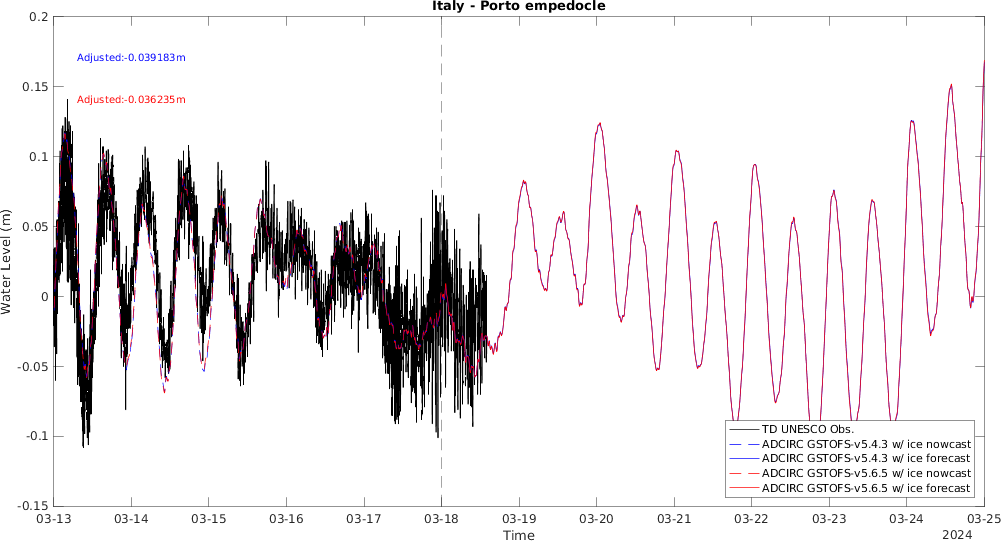 Italy - Porto empedocle
Adjusted:-0.039183m
Adjusted:-0.036235m
0.2
0.15
0.1
0.05
0
-0.05
-0.1
-0.15
Water Level (m)
TD UNESCO Obs.
ADCIRC GSTOFS-v5.4.3 w/ ice nowcast
ADCIRC GSTOFS-v5.4.3 w/ ice forecast
ADCIRC GSTOFS-v5.6.5 w/ ice nowcast
ADCIRC GSTOFS-v5.6.5 w/ ice forecast
03-13 03-14 03-15 03-16 03-17 03-18 03-19 03-20 03-21 03-22 03-23 03-24 03-25
Time
2024